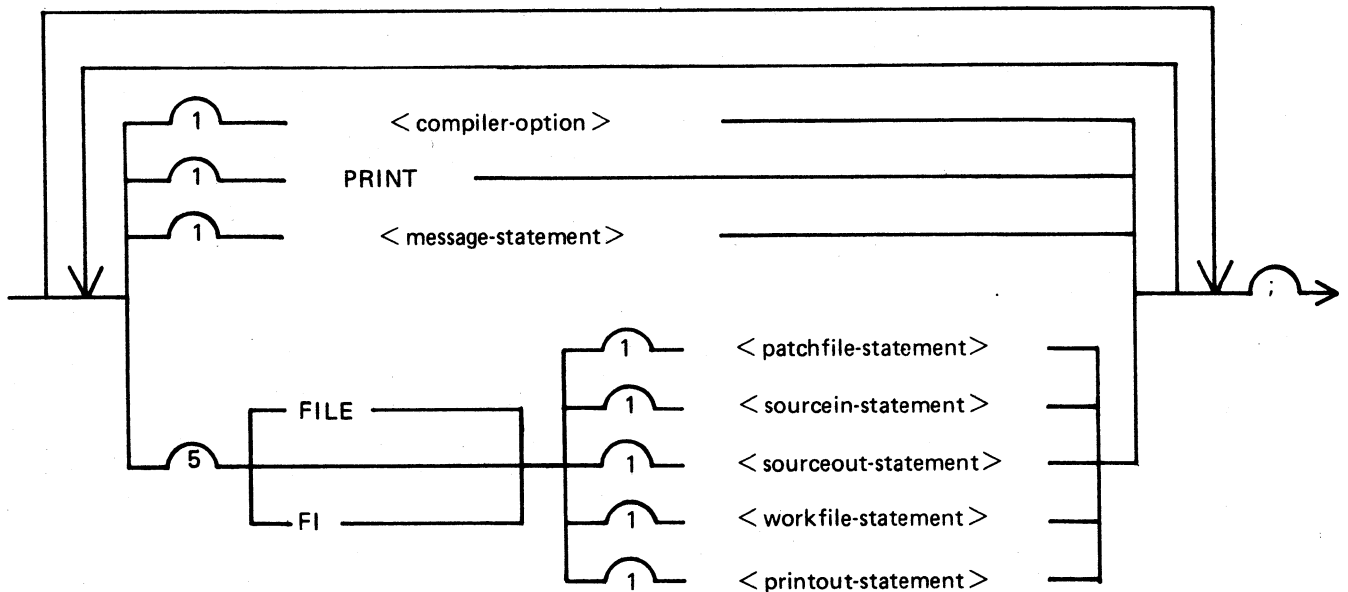 1 <compiler-option>
1 PRINT
1 <message-statement>
;
1 <patchfile-statement>
FILE 1 <sourcein-statement>
5 1 <sourceout-statement>
FI 1 <workfile-statement>
1 <printout-statement>